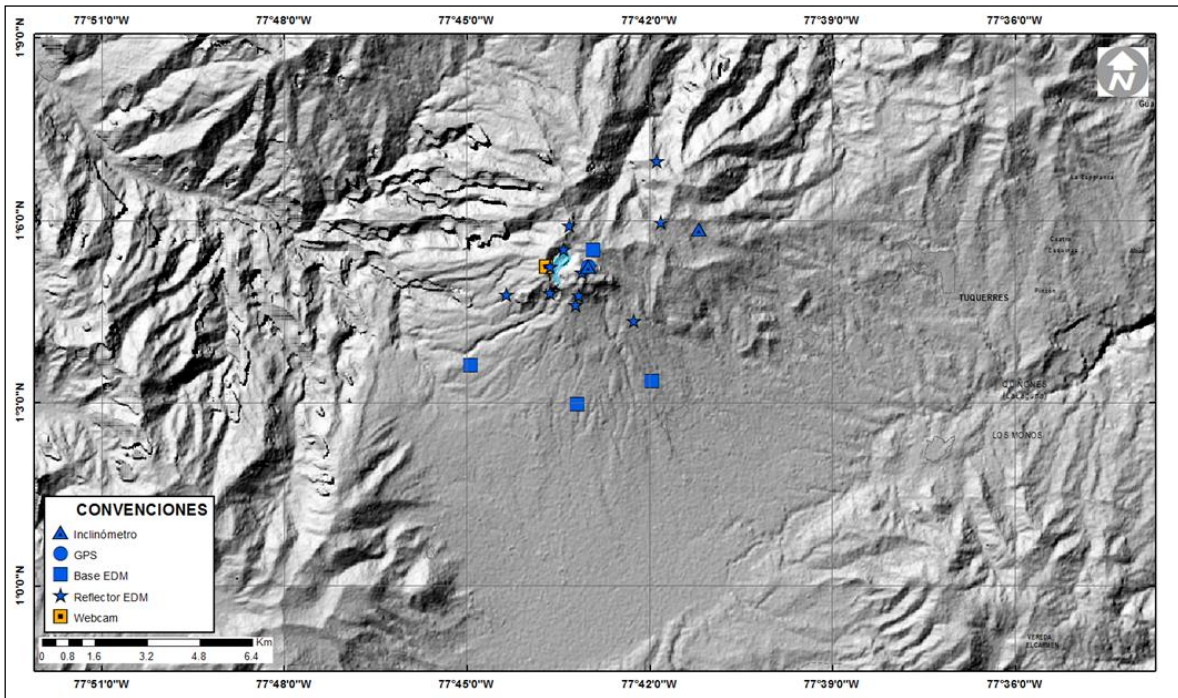 77°51'0"W 77°48'0"W 77°45'0"W 77°42'0"W 77°39'0"W 77°36'0"W
1°9'0"N
N
1°6'0"N
TUQUERRES
1°3'0"N
LOS MONOS
CONVENCIONES
Inclinómetro
GPS
Base EDM
Reflector EDM
Webcam
1°0'0"N
Km
0 0.8 1.6 3.2 4.8 6.4
77°51'0"W 77°48'0"W 77°45'0"W 77°42'0"W 77°39'0"W 77°36'0"W